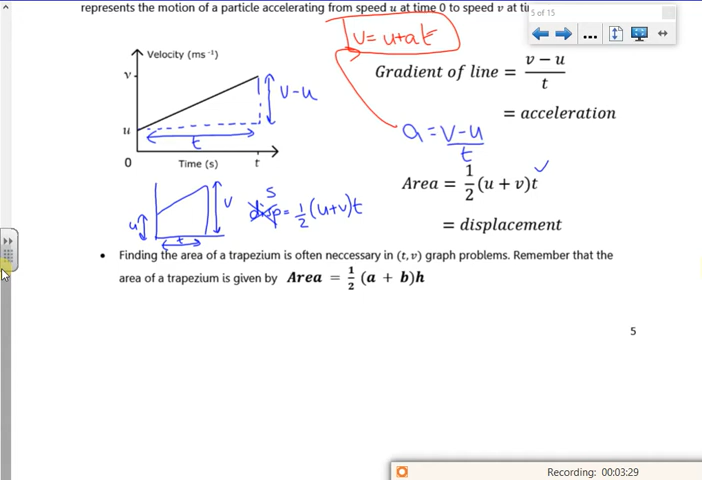 represents the motion of a particle accelerating from speed u at time 0 to speed v at ti
5 of 15
V = u+at
Velocity (ms⁻¹)
v
V-u
u
t
0
Time (s)
t
Gradient of line = (v − u)/t
= acceleration
a = (V-u)/t
Area = 1/2 (u + v)t
= displacement
u
t
V
s
disp = 1/2 (u+v)t
• Finding the area of a trapezium is often neccessary in (t, v) graph problems. Remember that the
area of a trapezium is given by Area = 1/2 (a + b)h
5
Recording: 00:03:29